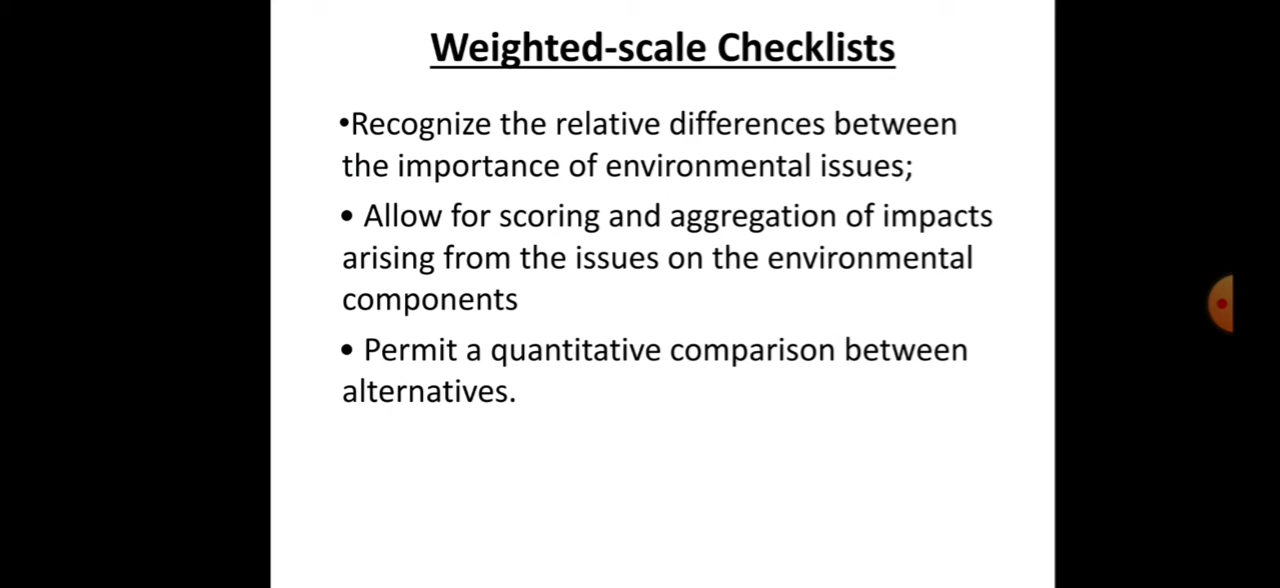 Weighted-scale Checklists
•Recognize the relative differences between
the importance of environmental issues;
• Allow for scoring and aggregation of impacts
arising from the issues on the environmental
components
• Permit a quantitative comparison between
alternatives.